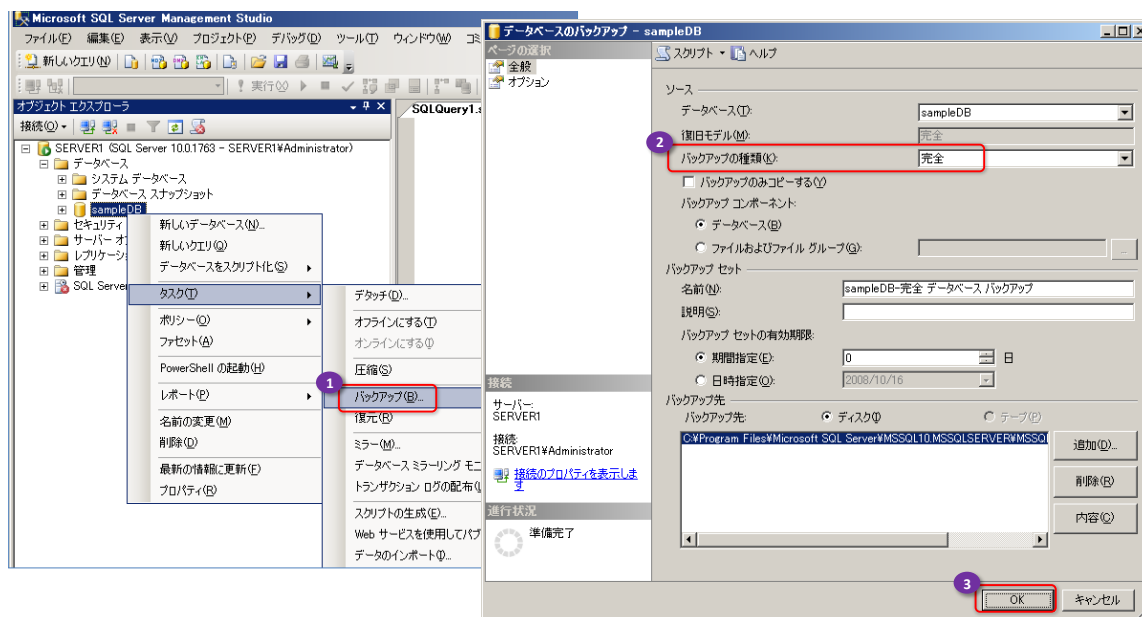 Microsoft SQL Server Management Studio
ファイル(F) 編集(E) 表示(V) プロジェクト(P) デバッグ(D) ツール(T) ウィンドウ(W)
新しいクエリ(N)
実行(X)
オブジェクト エクスプローラ
SQLQuery1.s
接続(O)
SERVER1 (SQL Server 10.0.1763 - SERVER1¥Administrator)
データベース
システム データベース
データベース スナップショット
sampleDB
セキュリティ
サーバー オ
レプリケーシ
管理
SQL Server
新しいデータベース(N)...
新しいクエリ(Q)
データベースをスクリプト化(S)
タスク(T)
ポリシー(O)
ファセット(A)
PowerShell の起動(H)
レポート(P)
名前の変更(M)
削除(D)
最新の情報に更新(F)
プロパティ(R)
デタッチ(D)...
オフラインにする(T)
オンラインにする(I)
圧縮(S)
1
バックアップ(B)...
復元(R)
ミラー(M)...
データベース ミラーリング モニ
トランザクション ログの配布(
スクリプトの生成(E)...
Web サービスを使用してパブ
データのインポート(I)...
データベースのバックアップ - sampleDB
ページの選択
全般
オプション
スクリプト ヘルプ
ソース
データベース(T): sampleDB
復旧モデル(M): 完全
2
バックアップの種類(K): 完全
バックアップのみコピーする(Y)
バックアップ コンポーネント:
データベース(B)
ファイルおよびファイル グループ(G): ...
バックアップ セット
名前(N): sampleDB-完全 データベース バックアップ
説明(S):
バックアップ セットの有効期限:
期間指定(E): 0 日
日時指定(O): 2008/10/16
バックアップ先
バックアップ先: ディスク(I) テープ(P)
C:¥Program Files¥Microsoft SQL Server¥MSSQL10.MSSQLSERVER¥MSSQL
追加(D)...
削除(R)
内容(C)
接続
サーバー:
SERVER1
接続:
SERVER1¥Administrator
接続のプロパティを表示しま
す
進行状況
準備完了
3
OK キャンセル